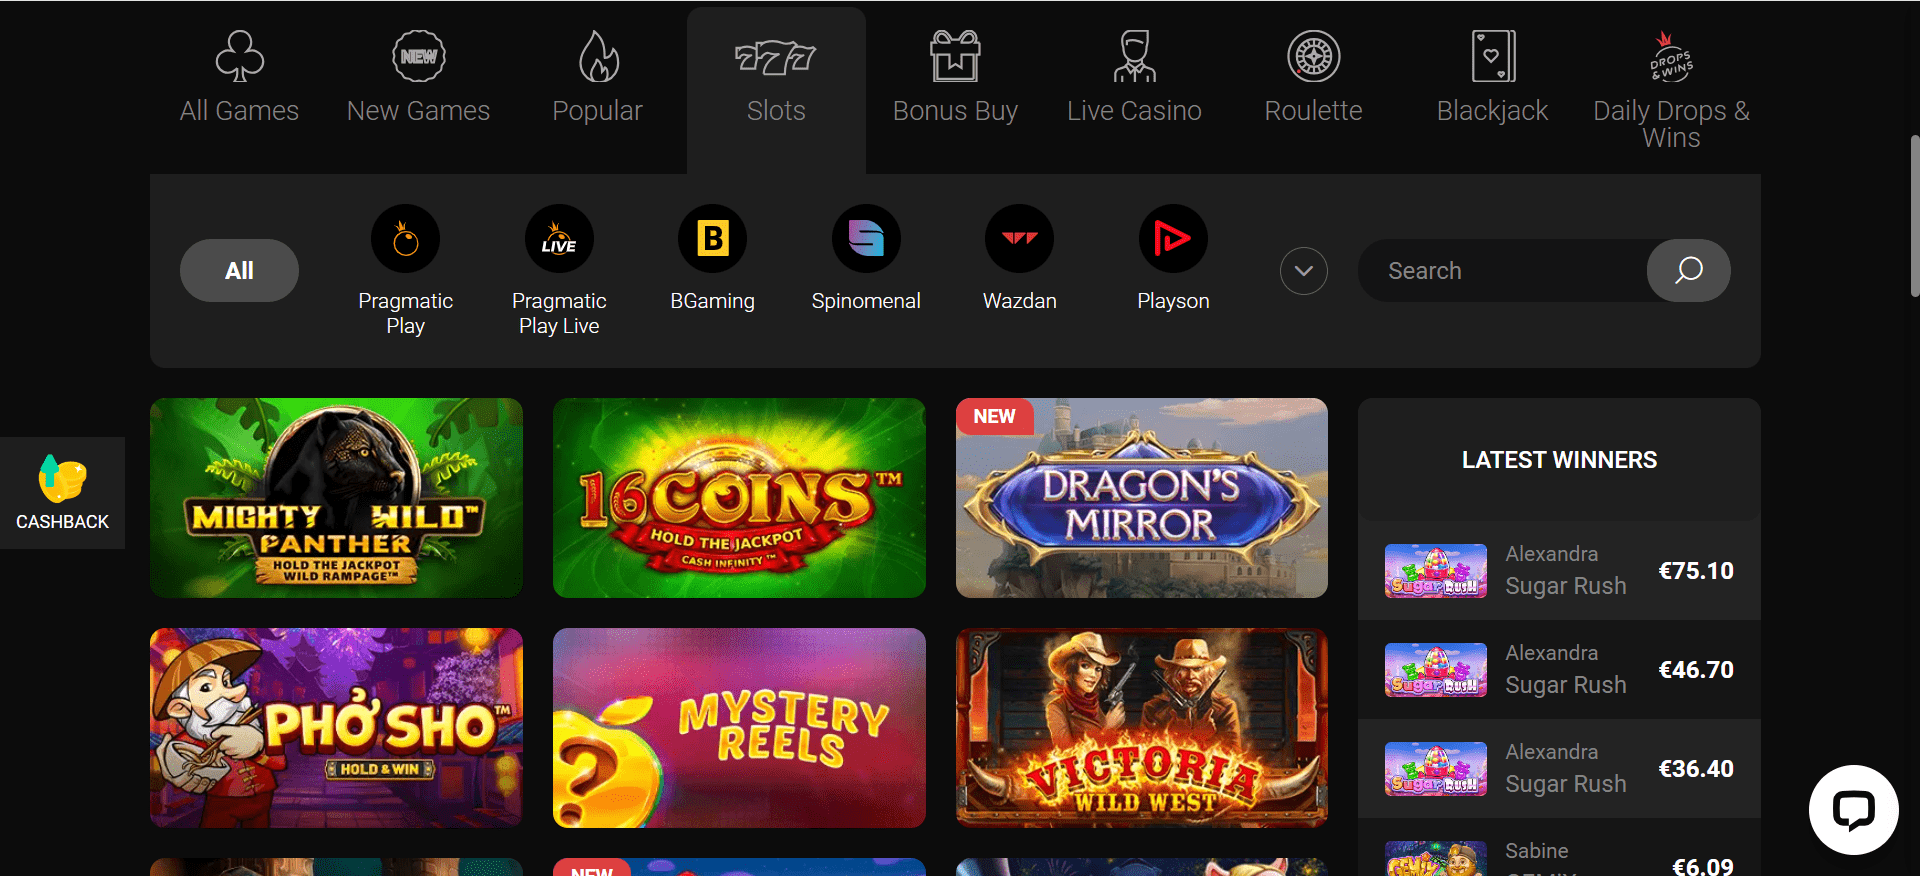 NEW
777
DROPS
& WINS
All Games
New Games
Popular
Slots
Bonus Buy
Live Casino
Roulette
Blackjack
Daily Drops &
Wins
All
LIVE
B
Pragmatic
Play
Pragmatic
Play Live
BGaming
Spinomenal
Wazdan
Playson
Search
CASHBACK
MIGHTY WILD™
PANTHER
HOLD THE JACKPOT
WILD RAMPAGE™
16 COINS™
HOLD THE JACKPOT
CASH INFINITY™
NEW
DRAGON'S
MIRROR
LATEST WINNERS
Sugar Rush
Alexandra
Sugar Rush
€75.10
Sugar Rush
Alexandra
Sugar Rush
€46.70
Sugar Rush
Alexandra
Sugar Rush
€36.40
Sabine
€6.09
PHỞ SHO™
HOLD & WIN
MYSTERY
REELS
?
VICTORIA
WILD WEST
NEW